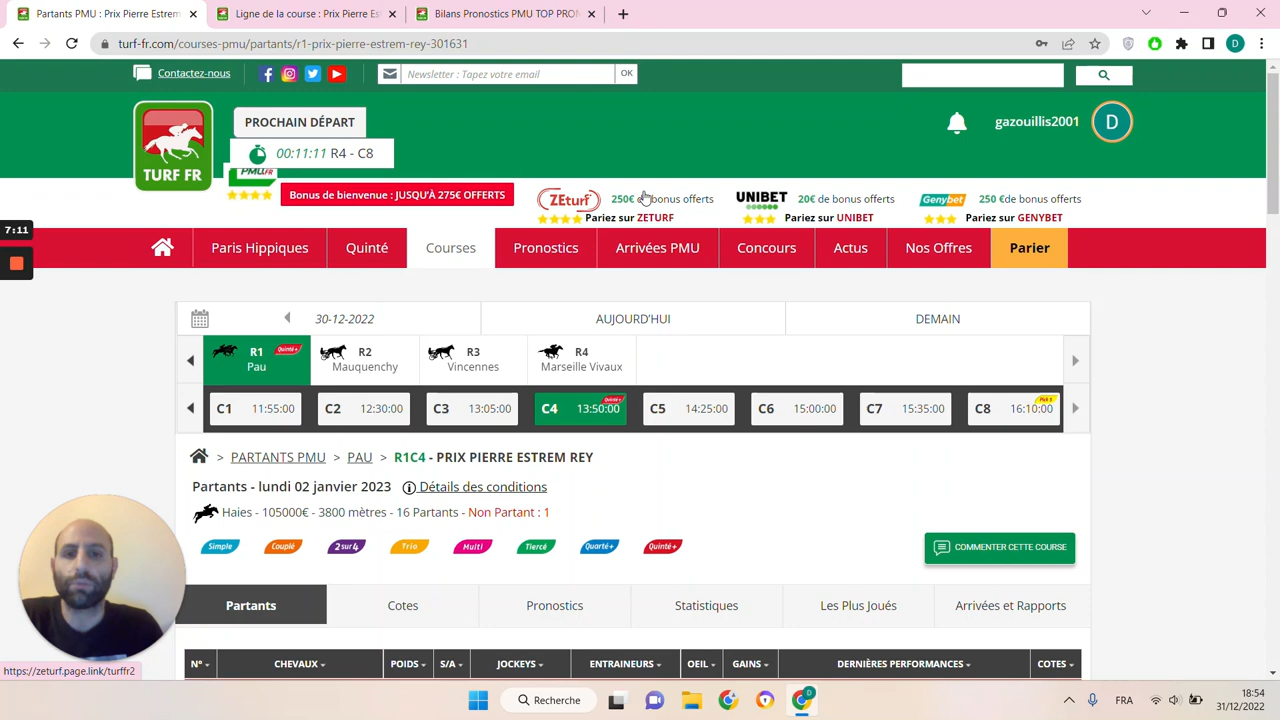 Partants PMU : Prix Pierre Estrem
Ligne de la course : Prix Pierre Es
Bilans Pronostics PMU TOP PRON
turf-fr.com/courses-pmu/partants/r1-prix-pierre-estrem-rey-301631
Contactez-nous
Newsletter : Tapez votre email
OK
TURF FR
PROCHAIN DÉPART
00:11:11 R4 - C8
gazouillis2001
D
PMU.FR
Bonus de bienvenue : JUSQU'À 275€ OFFERTS
ZEturf
250€ de bonus offerts
Pariez sur ZETURF
UNIBET
20€ de bonus offerts
Pariez sur UNIBET
Genybet
250 €de bonus offerts
Pariez sur GENYBET
7:11
Paris Hippiques
Quinté
Courses
Pronostics
Arrivées PMU
Concours
Actus
Nos Offres
Parier
30-12-2022
AUJOURD'HUI
DEMAIN
R1 Quinté+
Pau
R2
Mauquenchy
R3
Vincennes
R4
Marseille Vivaux
C1 11:55:00
C2 12:30:00
C3 13:05:00
C4 13:50:00 Quinté+
C5 14:25:00
C6 15:00:00
C7 15:35:00
C8 16:10:00 Pick 5
> PARTANTS PMU > PAU > R1C4 - PRIX PIERRE ESTREM REY
Partants - lundi 02 janvier 2023 Détails des conditions
Haies - 105000€ - 3800 mètres - 16 Partants - Non Partant : 1
Simple
Couplé
2 sur 4
Trio
Multi
Tiercé
Quarté+
Quinté+
COMMENTER CETTE COURSE
Partants
Cotes
Pronostics
Statistiques
Les Plus Joués
Arrivées et Rapports
N°
CHEVAUX
POIDS
S/A
JOCKEYS
ENTRAINEURS
OEIL
GAINS
DERNIÈRES PERFORMANCES
COTES
https://zeturf.page.link/turffr2
Recherche
FRA
18:54
31/12/2022